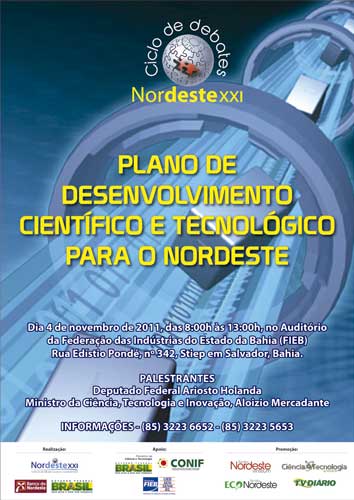 Ciclo de debates
Nordestexxi
PLANO DE
DESENVOLVIMENTO
CIENTÍFICO E TECNOLÓGICO
PARA O NORDESTE
Dia 4 de novembro de 2011, das 8:00h às 13:00h, no Auditório
da Federação das Indústrias do Estado da Bahia (FIEB)
Rua Edistio Pondé, nº 342, Stiep em Salvador, Bahia.
PALESTRANTES
Deputado Federal Ariosto Holanda
Ministro da Ciência, Tecnologia e Inovação, Aloizio Mercadante
INFORMAÇÕES - (85) 3223 6652 - (85) 3223 5653
Realização: Apoio: Promoção:
Nordestexxi BRASIL CONIF Nordeste Ciência&Tecnologia
Banco do Nordeste BRASIL FIEB Nordeste TV DIÁRIO